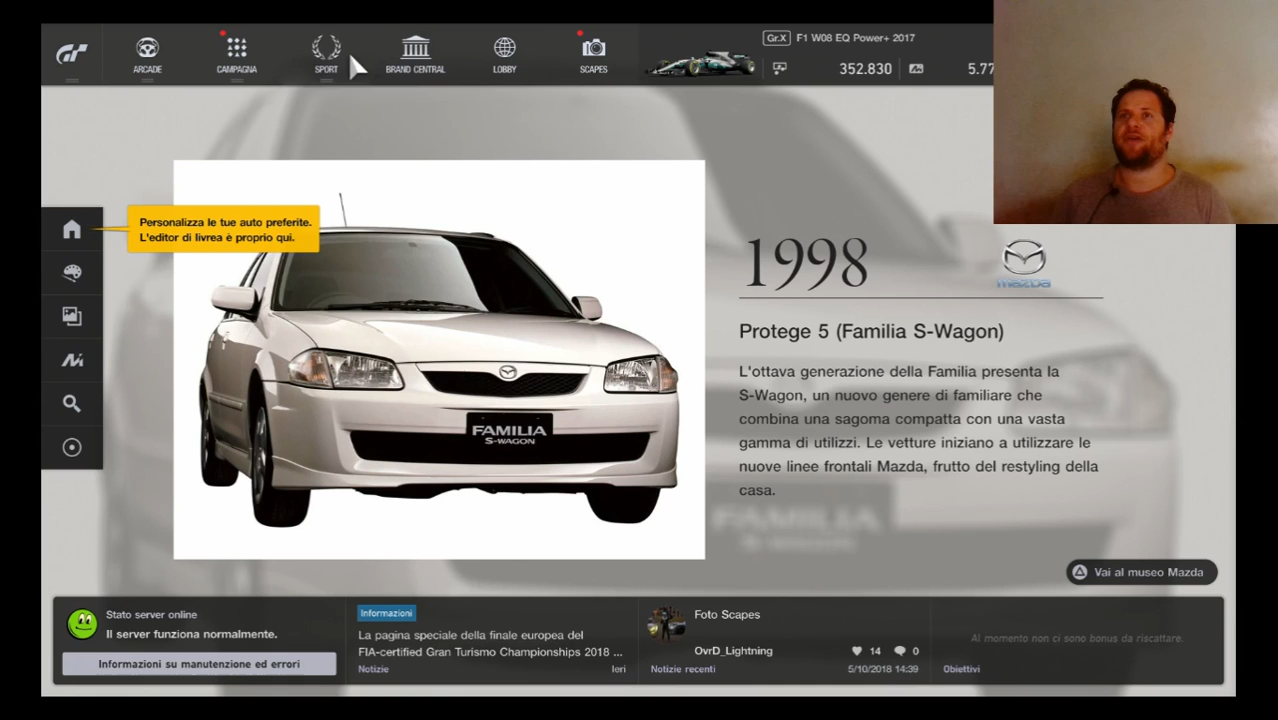 GT
ARCADE
CAMPAGNA
SPORT
BRAND CENTRAL
LOBBY
SCAPES
Gr.X F1 W08 EQ Power+ 2017
352.830
5.77
Personalizza le tue auto preferite.
L'editor di livrea è proprio qui.
FAMILIA
S-WAGON
1998
mazda
Protege 5 (Familia S-Wagon)
L'ottava generazione della Familia presenta la
S-Wagon, un nuovo genere di familiare che
combina una sagoma compatta con una vasta
gamma di utilizzi. Le vetture iniziano a utilizzare le
nuove linee frontali Mazda, frutto del restyling della
casa.
FAMILIA
S-WAGON
Vai al museo Mazda
Stato server online
Il server funziona normalmente.
Informazioni su manutenzione ed errori
Informazioni
La pagina speciale della finale europea del
FIA-certified Gran Turismo Championships 2018 ...
Notizie
Ieri
Foto Scapes
OvrD_Lightning
14
0
Notizie recenti
5/10/2018 14:39
Al momento non ci sono bonus da riscattare.
Obiettivi